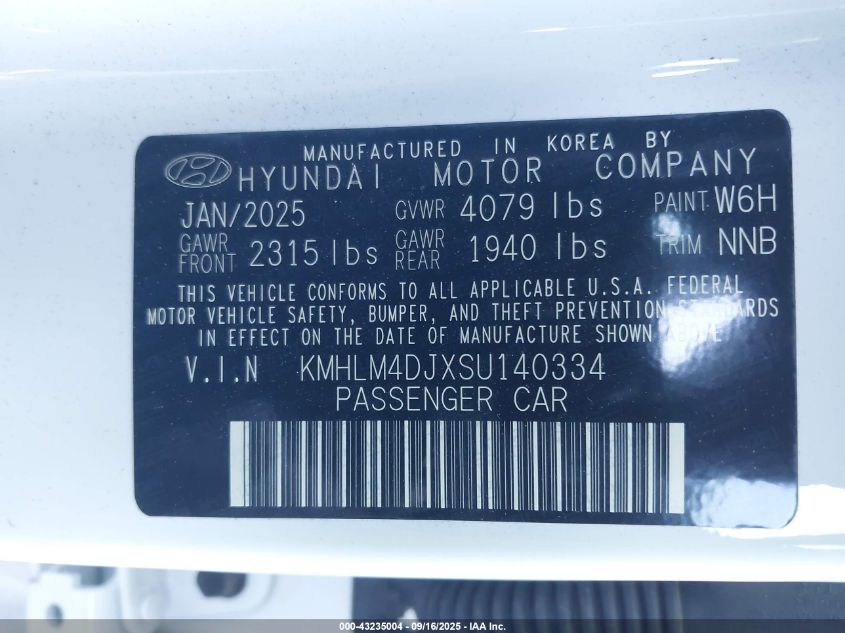 MANUFACTURED IN KOREA BY
HYUNDAI MOTOR COMPANY
JAN/2025 GVWR 4079 lbs PAINT W6H
GAWR FRONT 2315 lbs GAWR REAR 1940 lbs TRIM NNB
THIS VEHICLE CONFORMS TO ALL APPLICABLE U.S.A. FEDERAL
MOTOR VEHICLE SAFETY, BUMPER, AND THEFT PREVENTION STANDARDS
IN EFFECT ON THE DATE OF MANUFACTURE SHOWN ABOVE
V.I.N KMHLM4DJXSU140334
PASSENGER CAR
000-43235004 - 09/16/2025 - IAA Inc.